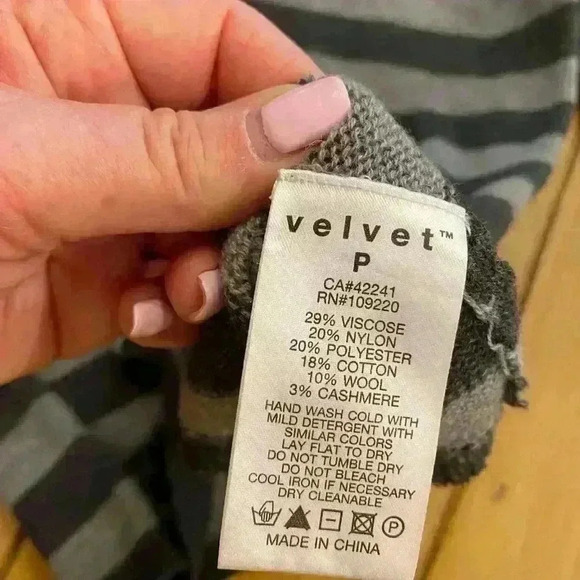 velvet™
P
CA#42241
RN#109220
29% VISCOSE
20% NYLON
20% POLYESTER
18% COTTON
10% WOOL
3% CASHMERE
HAND WASH COLD WITH
MILD DETERGENT WITH
SIMILAR COLORS
LAY FLAT TO DRY
DO NOT TUMBLE DRY
DO NOT BLEACH
COOL IRON IF NECESSARY
DRY CLEANABLE
P
MADE IN CHINA